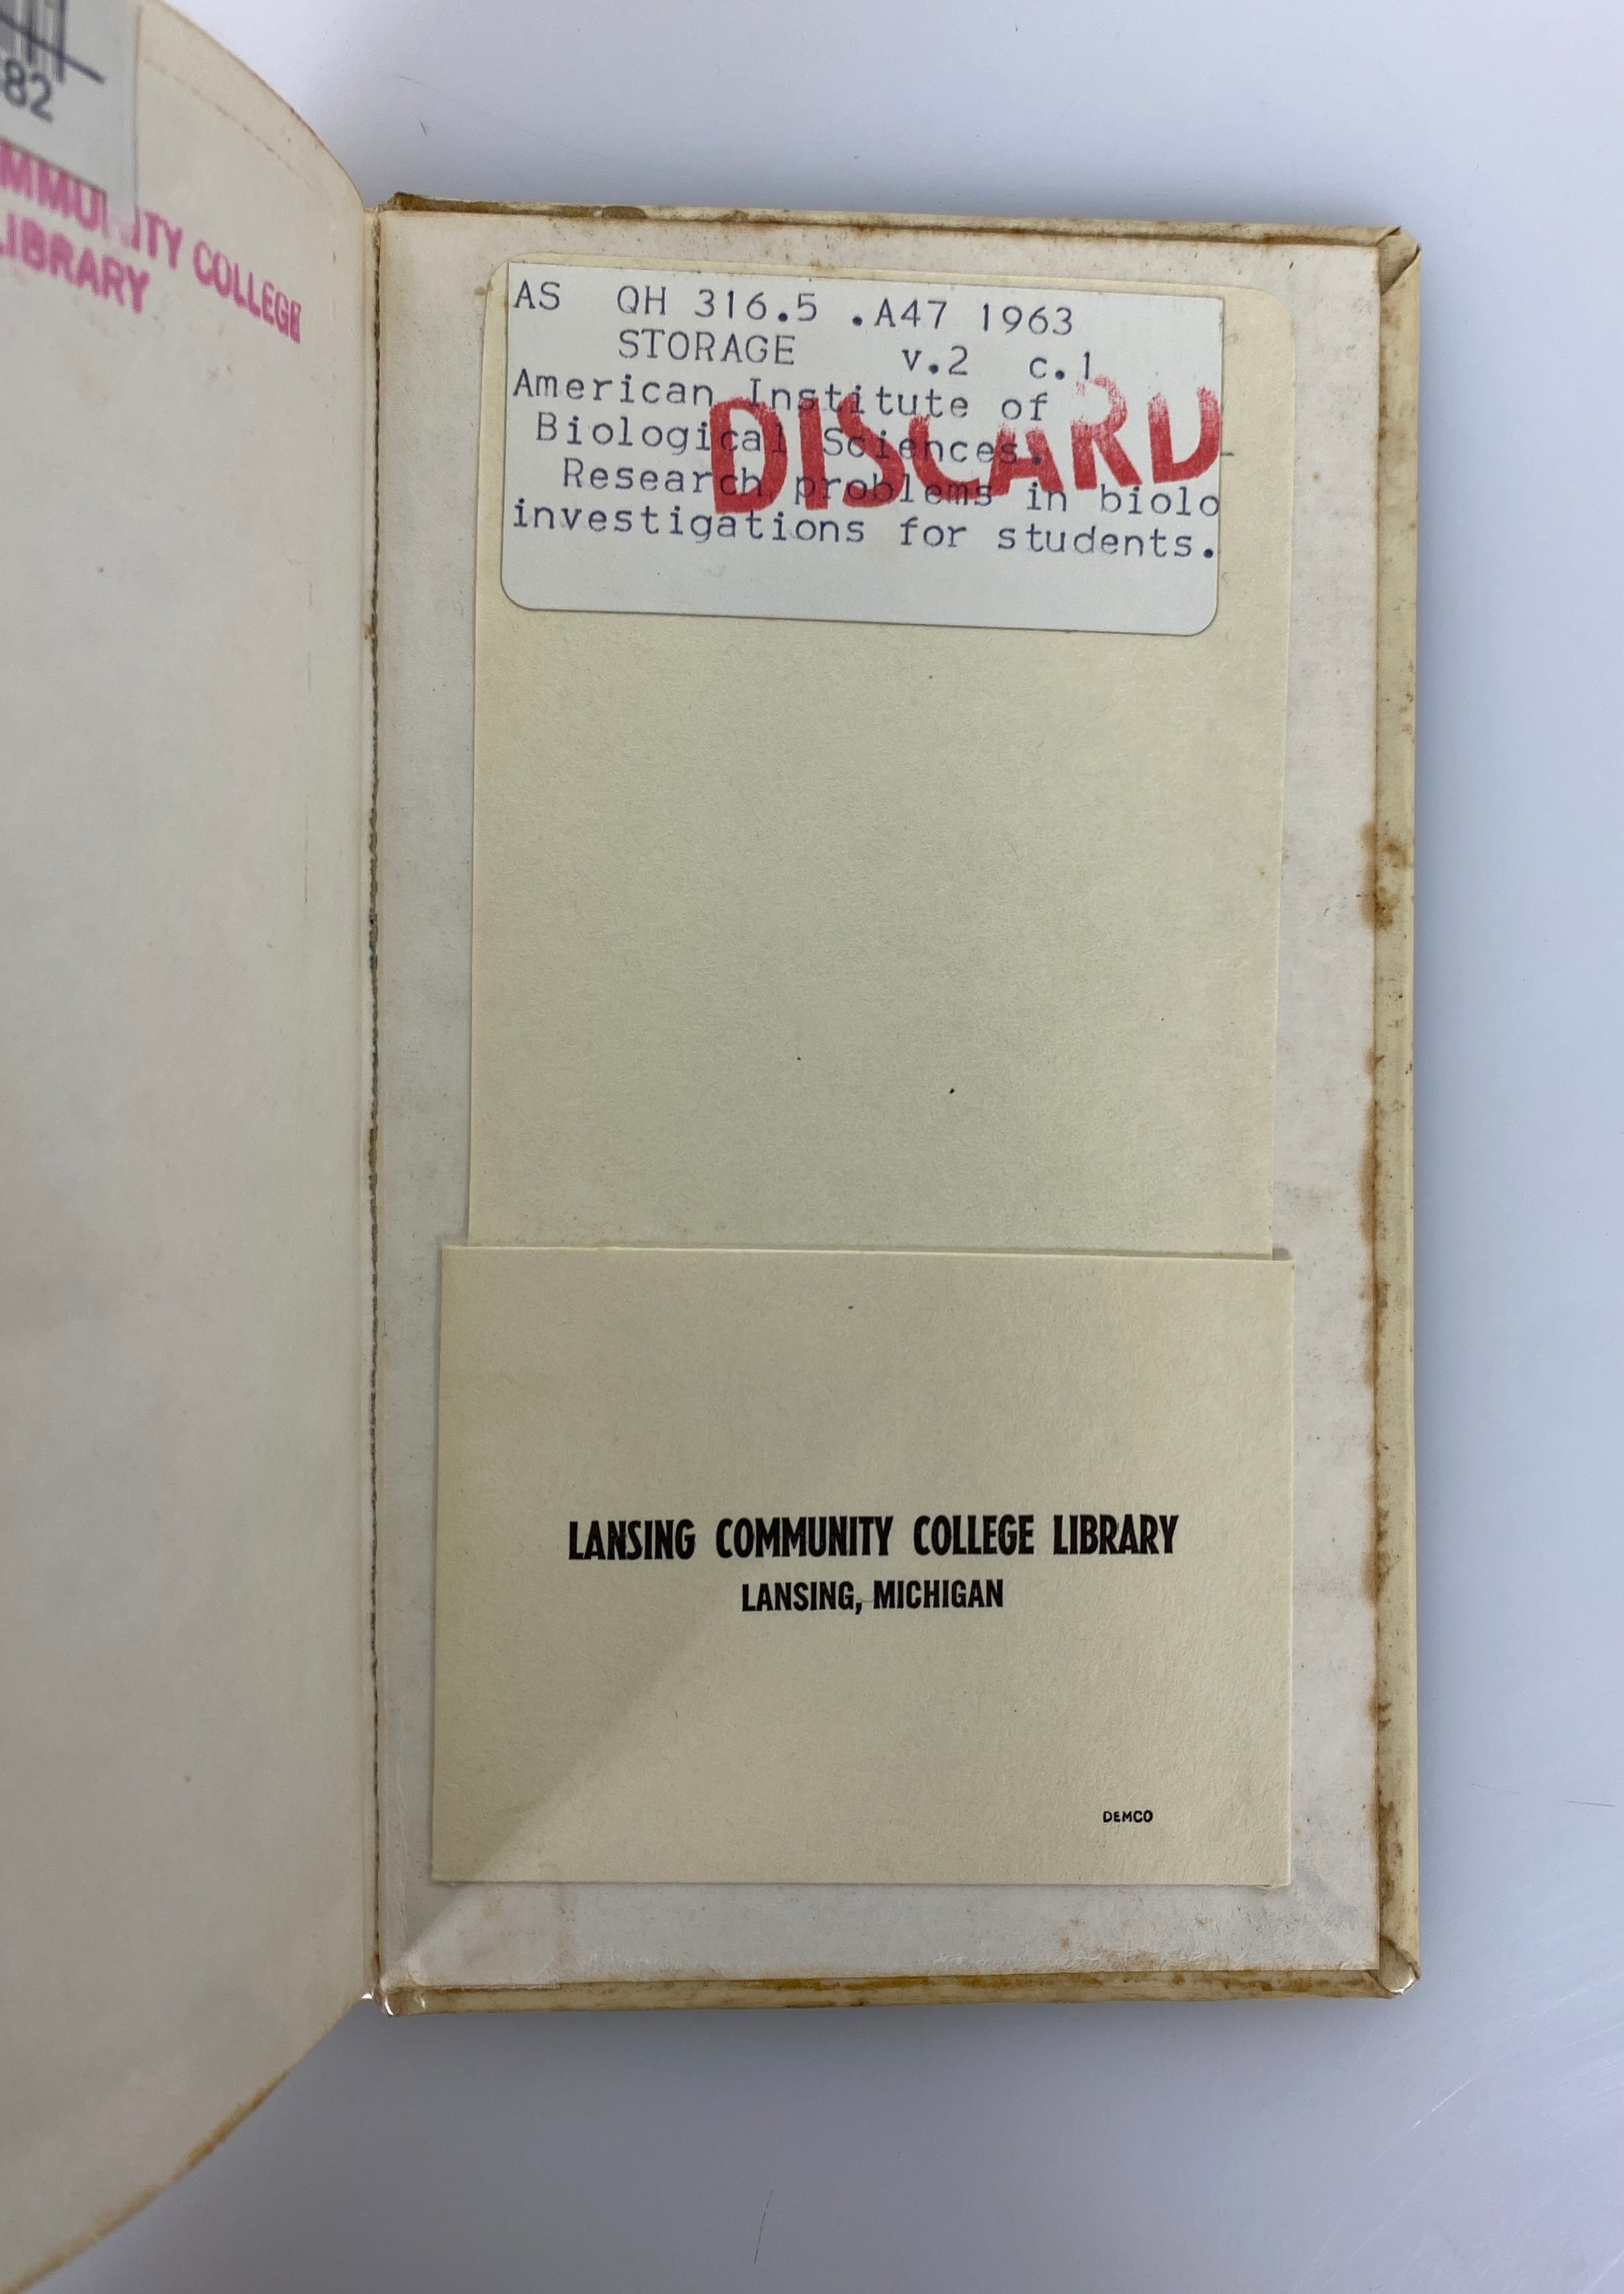 82
COMMUNITY COLLEGE
LIBRARY
AS QH 316.5 .A47 1963
STORAGE v.2 c.1
American Institute of
Biological Sciences.
Research problems in biolo
investigations for students.
DISCARD
LANSING COMMUNITY COLLEGE LIBRARY
LANSING, MICHIGAN
DEMCO